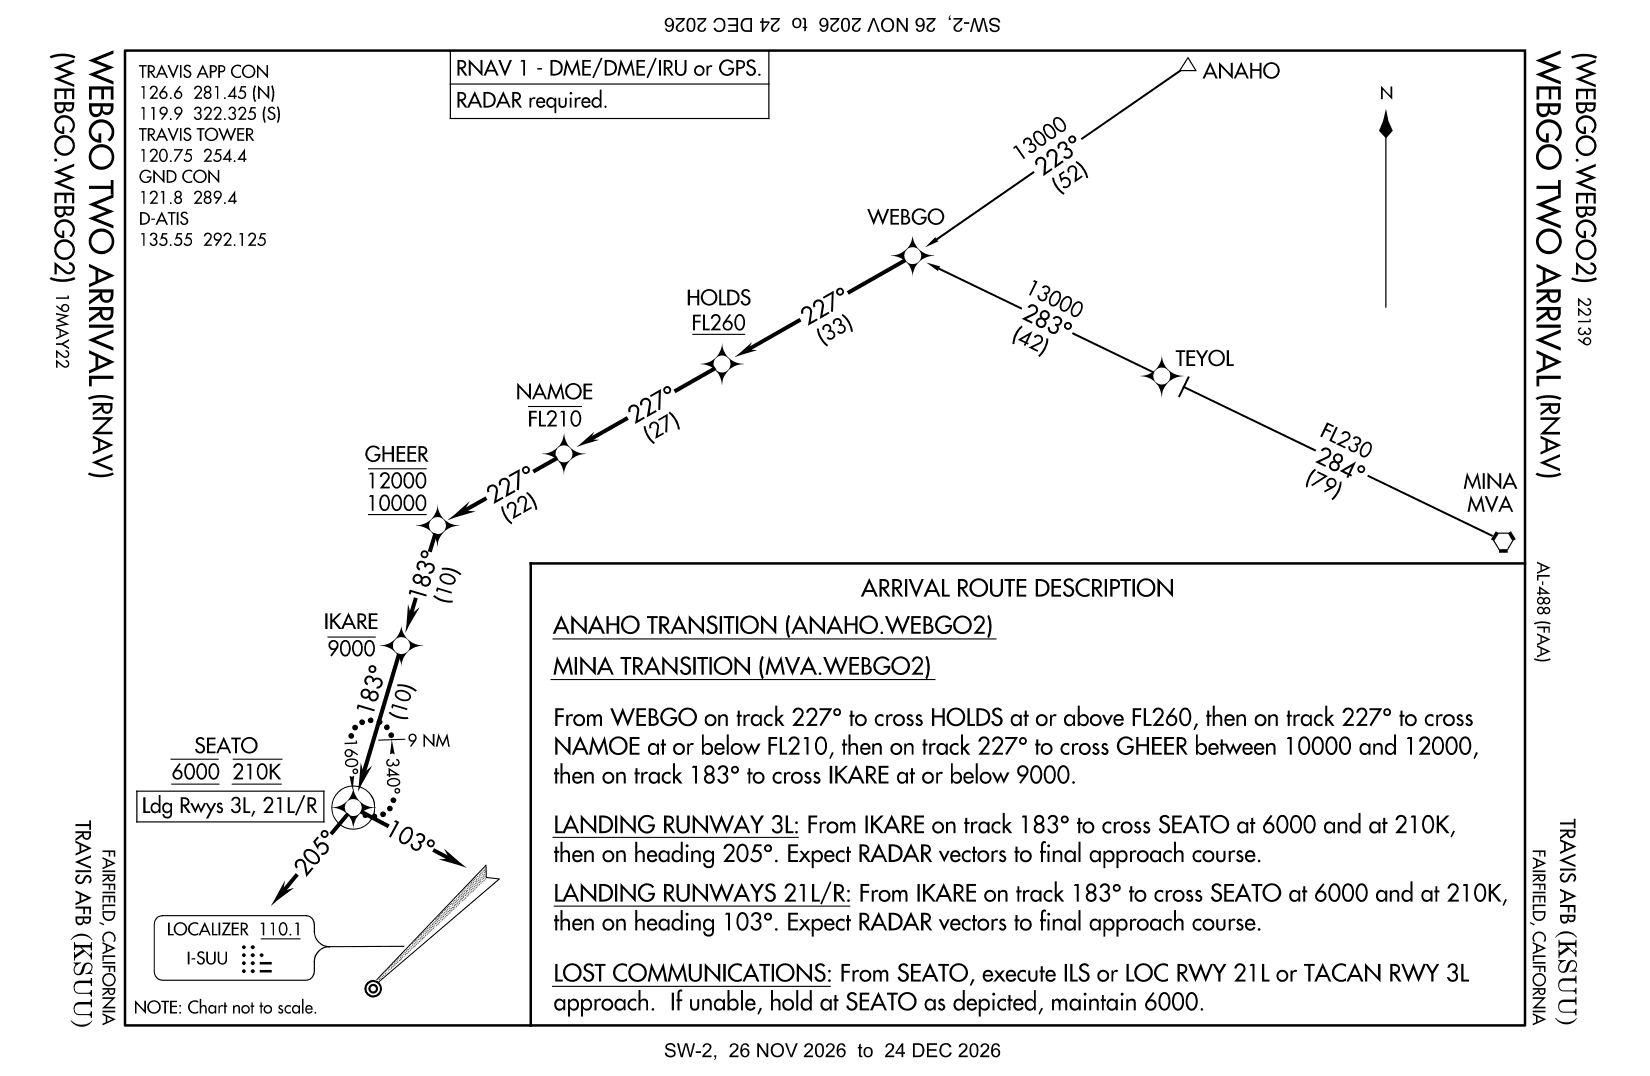 SW-2, 26 NOV 2026 to 24 DEC 2026
(WEBGO.WEBGO2) 19MAY22
WEBGO TWO ARRIVAL (RNAV)
TRAVIS AFB (KSUU)
FAIRFIELD, CALIFORNIA
TRAVIS APP CON
126.6 281.45 (N)
119.9 322.325 (S)
TRAVIS TOWER
120.75 254.4
GND CON
121.8 289.4
D-ATIS
135.55 292.125
RNAV 1 - DME/DME/IRU or GPS.
RADAR required.
ANAHO
N
13000
223°
(52)
WEBGO
13000
283°
(42)
TEYOL
FL230
284°
(79)
MINA
MVA
227°
(33)
HOLDS
FL260
227°
(27)
NAMOE
FL210
227°
(22)
GHEER
12000
10000
183°
(10)
IKARE
9000
183°
(10)
9 NM
160°
340°
SEATO
6000 210K
Ldg Rwys 3L, 21L/R
205°
103°
LOCALIZER 110.1
I-SUU
NOTE: Chart not to scale.
ARRIVAL ROUTE DESCRIPTION
ANAHO TRANSITION (ANAHO.WEBGO2)
MINA TRANSITION (MVA.WEBGO2)
From WEBGO on track 227° to cross HOLDS at or above FL260, then on track 227° to cross
NAMOE at or below FL210, then on track 227° to cross GHEER between 10000 and 12000,
then on track 183° to cross IKARE at or below 9000.
LANDING RUNWAY 3L: From IKARE on track 183° to cross SEATO at 6000 and at 210K,
then on heading 205°. Expect RADAR vectors to final approach course.
LANDING RUNWAYS 21L/R: From IKARE on track 183° to cross SEATO at 6000 and at 210K,
then on heading 103°. Expect RADAR vectors to final approach course.
LOST COMMUNICATIONS: From SEATO, execute ILS or LOC RWY 21L or TACAN RWY 3L
approach. If unable, hold at SEATO as depicted, maintain 6000.
(WEBGO.WEBGO2) 22139
WEBGO TWO ARRIVAL (RNAV)
AL-488 (FAA)
TRAVIS AFB (KSUU)
FAIRFIELD, CALIFORNIA
SW-2, 26 NOV 2026 to 24 DEC 2026